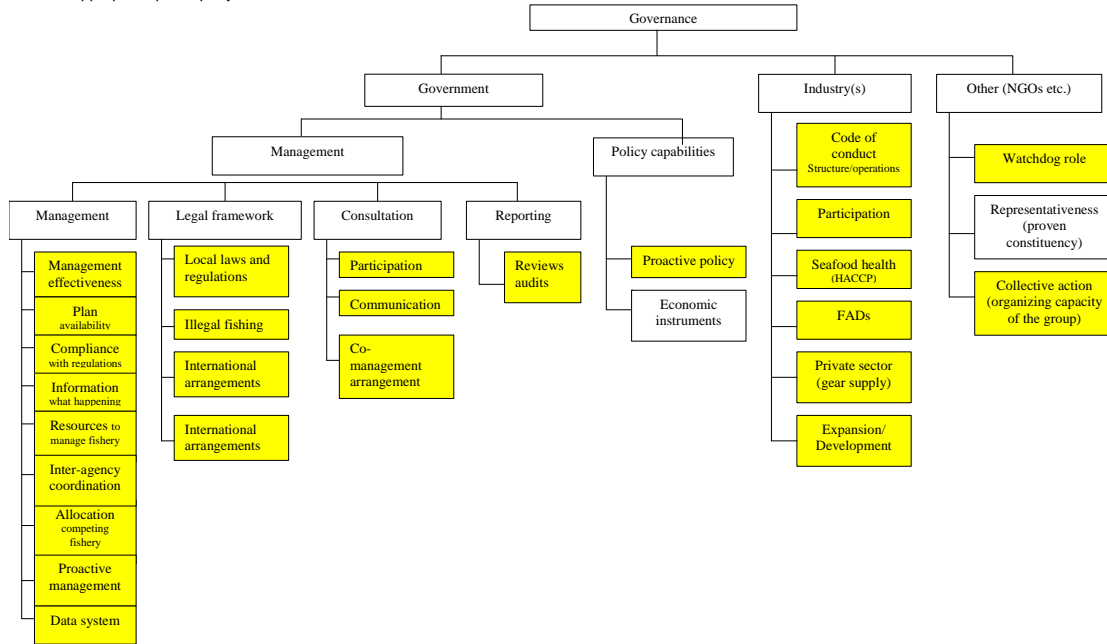 Governance
Government
Industry(s)
Other (NGOs etc.)
Management
Policy capabilities
Management
Legal framework
Consultation
Reporting
Management
effectiveness
Plan
availability
Compliance
with regulations
Information
what happening
Resources to
manage fishery
Inter-agency
coordination
Allocation
competing
fishery
Proactive
management
Data system
Local laws and
regulations
Illegal fishing
International
arrangements
International
arrangements
Participation
Communication
Co-
management
arrangement
Reviews
audits
Proactive policy
Economic
instruments
Code of
conduct
Structure/operations
Participation
Seafood health
(HACCP)
FADs
Private sector
(gear supply)
Expansion/
Development
Watchdog role
Representativeness
(proven
constituency)
Collective action
(organizing capacity
of the group)